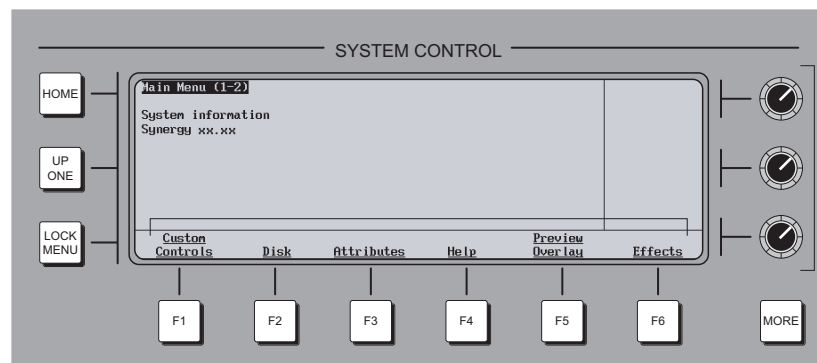 SYSTEM CONTROL
HOME
Main Menu (1-2)
System information
Synergy xx.xx
UP
ONE
LOCK
MENU
Custom
Controls
Disk
Attributes
Help
Preview
Overlay
Effects
F1
F2
F3
F4
F5
F6
MORE